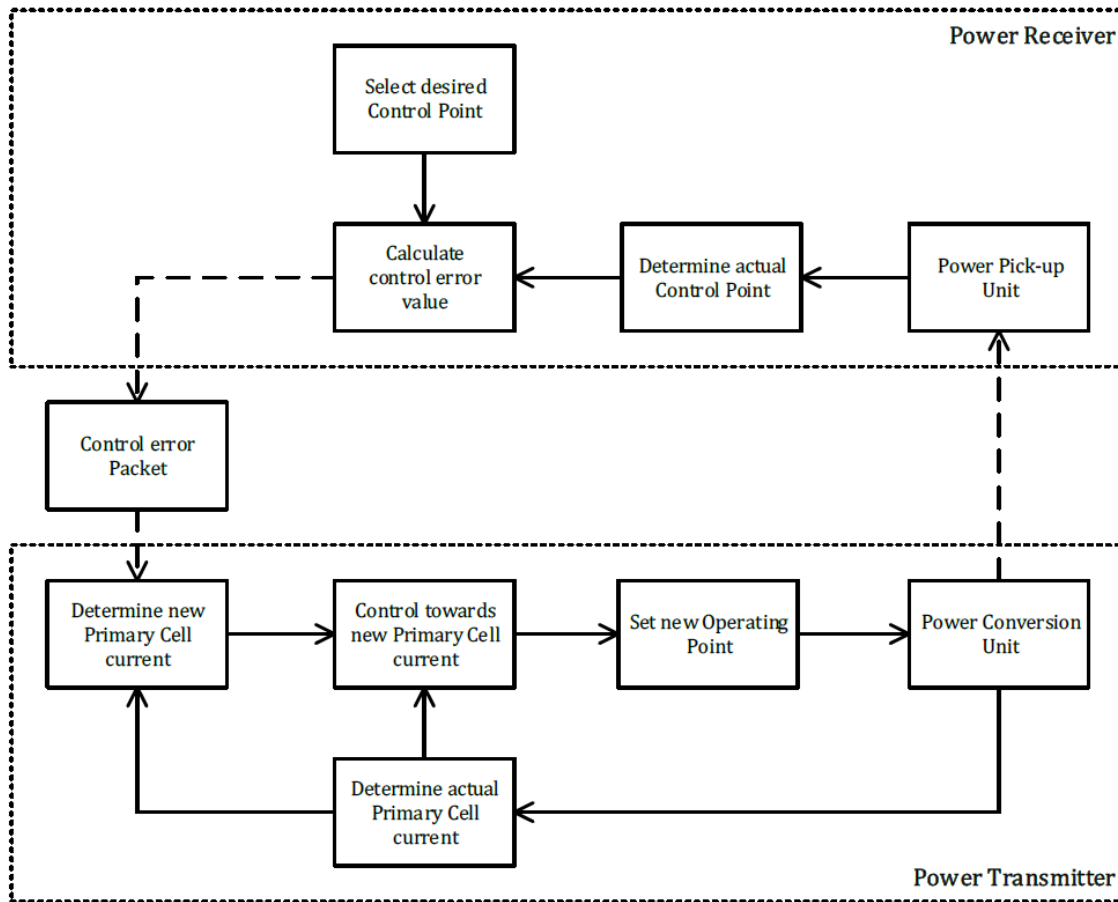 Power Receiver
Select desired
Control Point
Calculate
control error
value
Determine actual
Control Point
Power Pick-up
Unit
Control error
Packet
Determine new
Primary Cell
current
Control towards
new Primary Cell
current
Set new Operating
Point
Power Conversion
Unit
Determine actual
Primary Cell
current
Power Transmitter